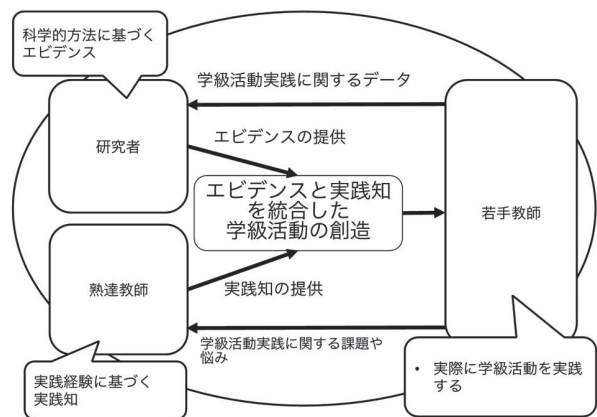 科学的方法に基づく
エビデンス
学級活動実践に関するデータ
研究者
エビデンスの提供
エビデンスと実践知
を統合した
学級活動の創造
若手教師
熟達教師
実践知の提供
学級活動実践に関する課題や
悩み
実践経験に基づく
実践知
• 実際に学級活動を実践
する